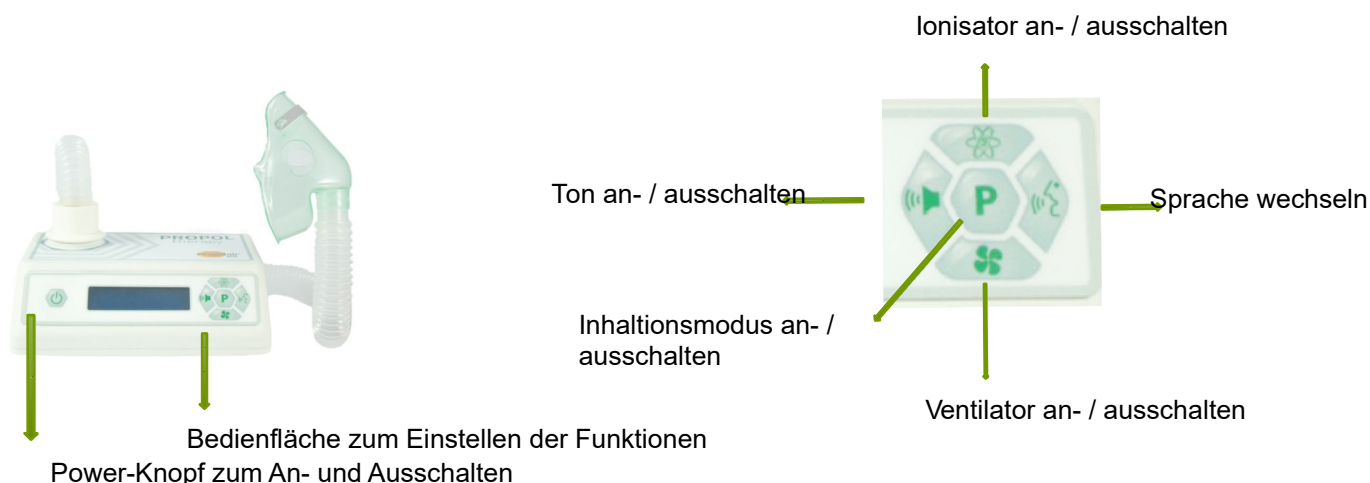 Ionisator an- / ausschalten
Ton an- / ausschalten
Sprache wechseln
P
Inhaltionsmodus an- /
ausschalten
Ventilator an- / ausschalten
PROPOL
therapy
P
Bedienfläche zum Einstellen der Funktionen
Power-Knopf zum An- und Ausschalten